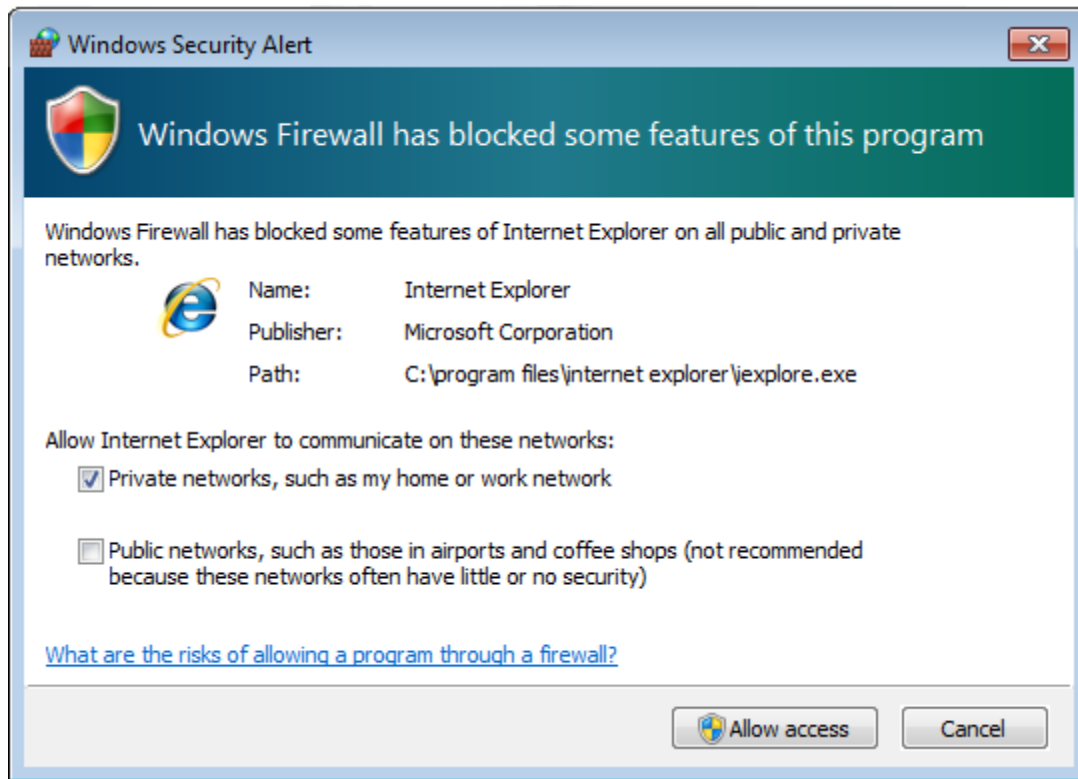 Windows Security Alert
Windows Firewall has blocked some features of this program
Windows Firewall has blocked some features of Internet Explorer on all public and private
networks.
Name: Internet Explorer
Publisher: Microsoft Corporation
Path: C:\program files\internet explorer\iexplore.exe
Allow Internet Explorer to communicate on these networks:
Private networks, such as my home or work network
Public networks, such as those in airports and coffee shops (not recommended
because these networks often have little or no security)
What are the risks of allowing a program through a firewall?
Allow access Cancel